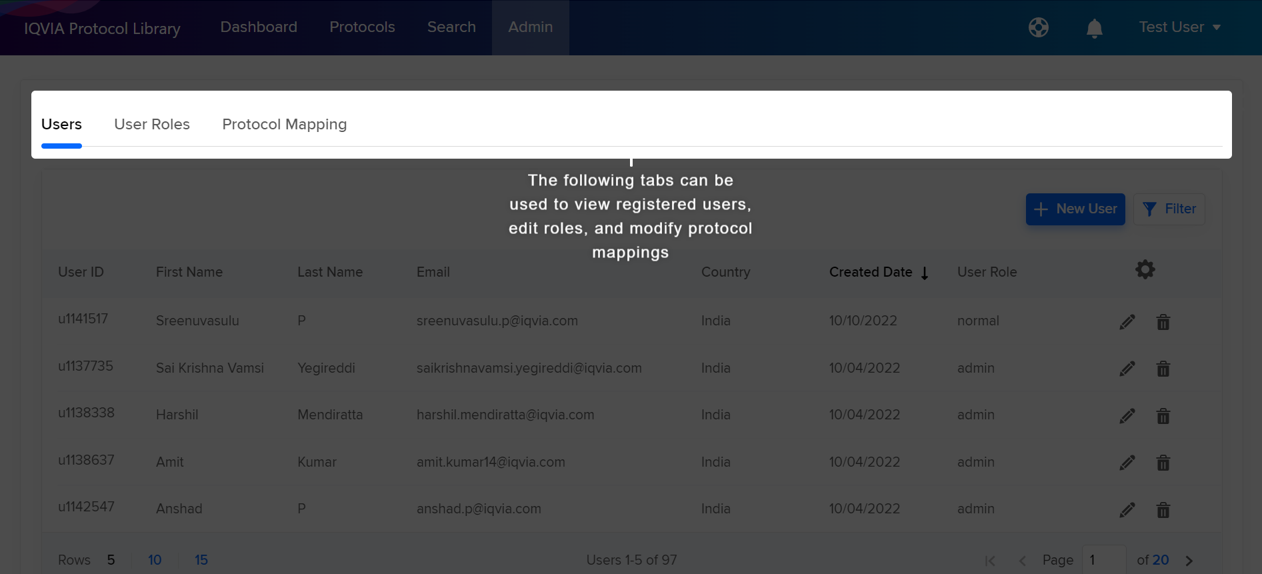 IQVIA Protocol Library Dashboard Protocols Search Admin Test User
Users User Roles Protocol Mapping
The following tabs can be
used to view registered users,
edit roles, and modify protocol
mappings
New User Filter
User ID First Name Last Name Email Country Created Date User Role
u1141517 Sreenuvasulu P sreenuvasulu.p@iqvia.com India 10/10/2022 normal
u1137735 Sai Krishna Vamsi Yegireddi saikrishnavamsi.yegireddi@iqvia.com India 10/04/2022 admin
u1138338 Harshil Mendiratta harshil.mendiratta@iqvia.com India 10/04/2022 admin
u1138637 Amit Kumar amit.kumar14@iqvia.com India 10/04/2022 admin
u1142547 Anshad P anshad.p@iqvia.com India 10/04/2022 admin
Rows 5 10 15 Users 1-5 of 97 Page 1 of 20